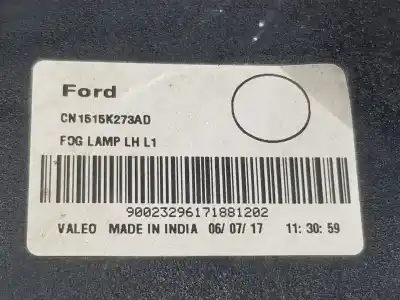 Ford
CN1515K273AD
FOG LAMP LH L1
90023296171881202
VALEO MADE IN INDIA 06/07/17 11:30:59